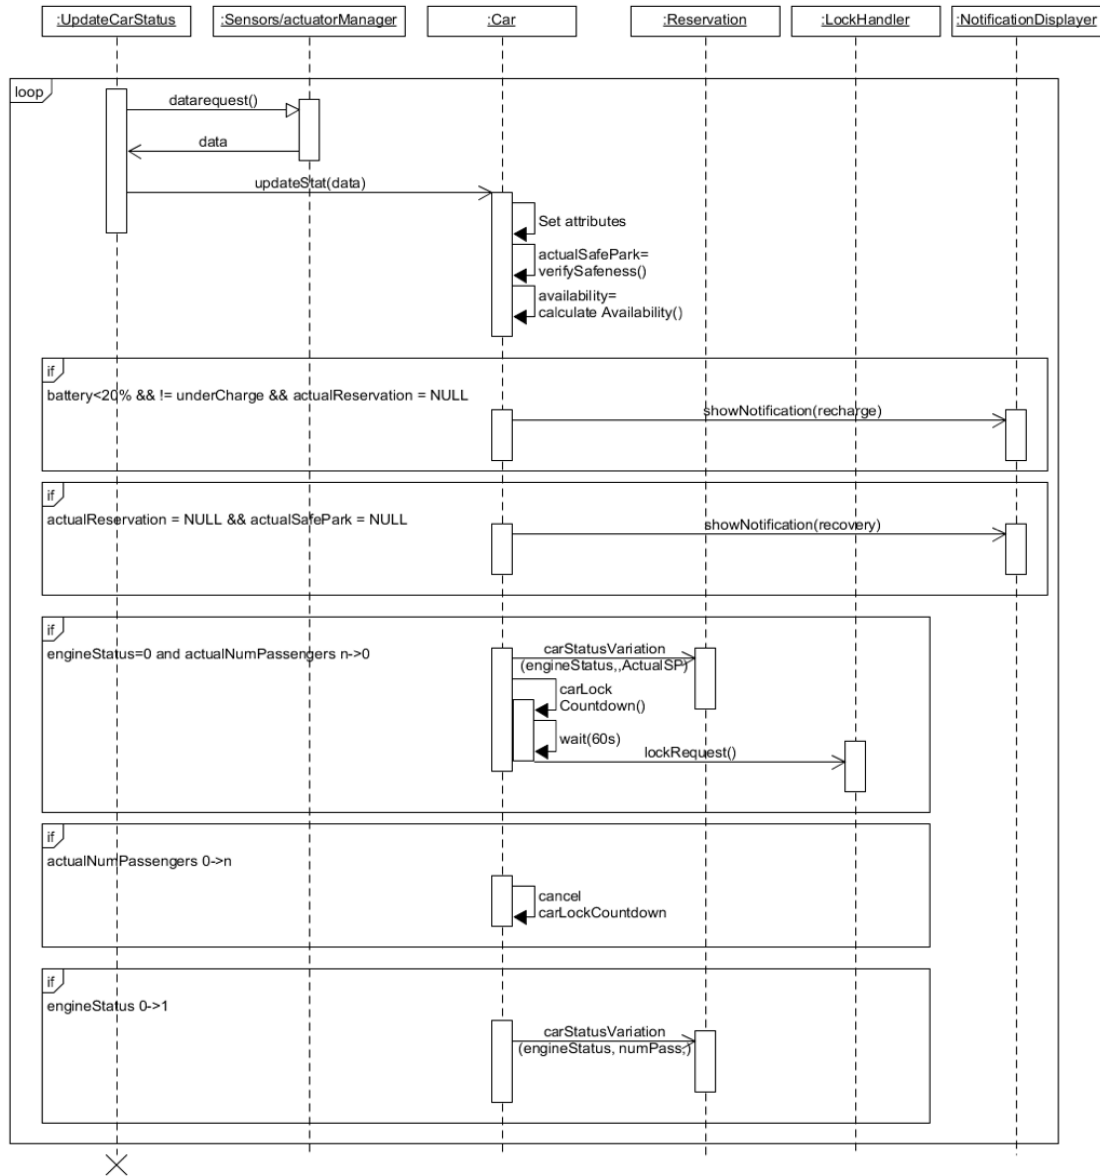 :UpdateCarStatus
:Sensors/actuatorManager
:Car
:Reservation
:LockHandler
:NotificationDisplayer
loop
datarequest()
data
updateStat(data)
Set attributes
actualSafePark=
verifySafeness()
availability=
calculate Availability()
if
battery<20% && != underCharge && actualReservation = NULL
showNotification(recharge)
if
actualReservation = NULL && actualSafePark = NULL
showNotification(recovery)
if
engineStatus=0 and actualNumPassengers n->0
carStatusVariation
(engineStatus,,ActualSP)
carLock
Countdown()
wait(60s)
lockRequest()
if
actualNumPassengers 0->n
cancel
carLockCountdown
if
engineStatus 0->1
carStatusVariation
(engineStatus, numPass,)